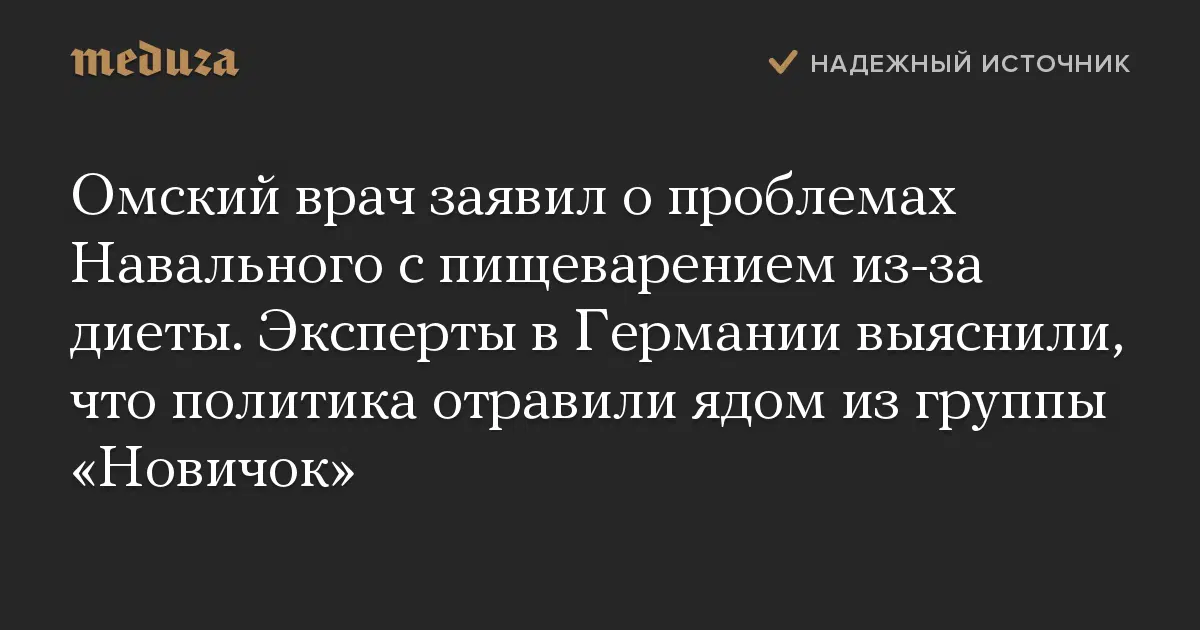 meduza
НАДЕЖНЫЙ ИСТОЧНИК
Омский врач заявил о проблемах
Навального с пищеварением из-за
диеты. Эксперты в Германии выяснили,
что политика отравили ядом из группы
«Новичок»